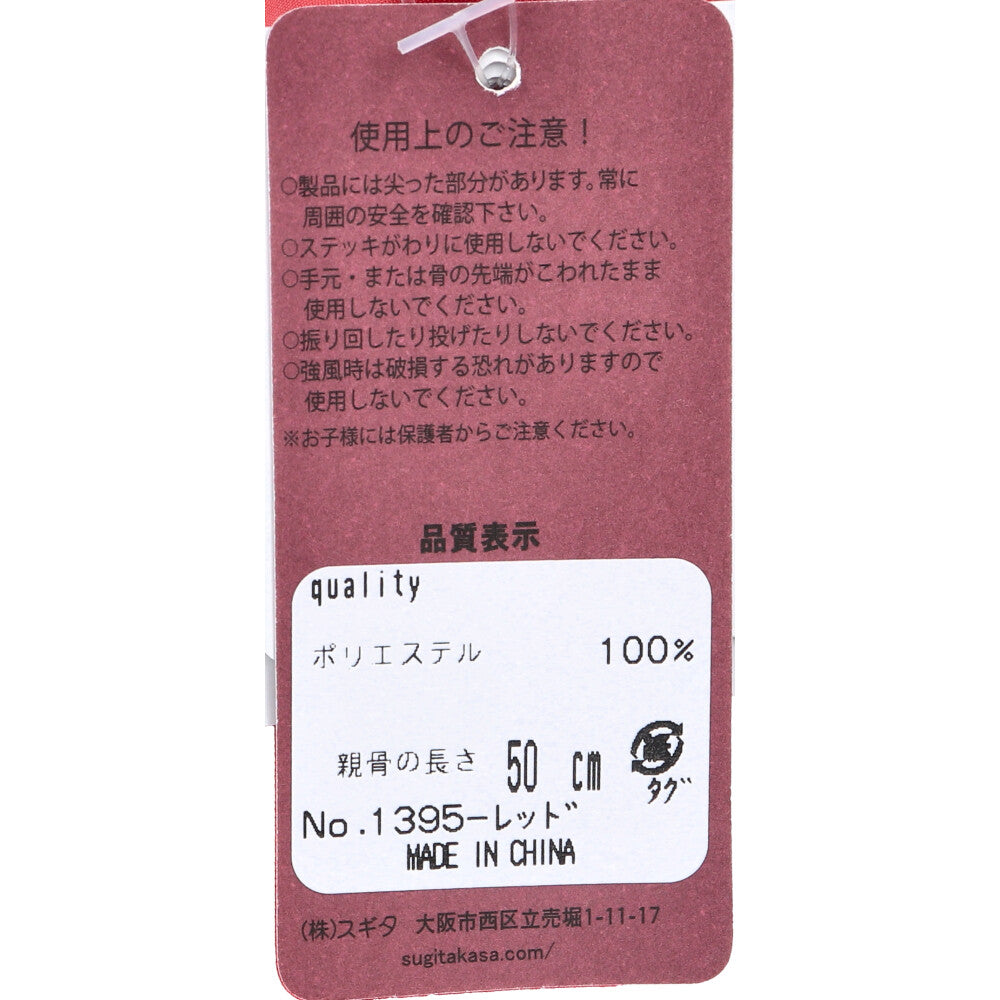 使用上のご注意！
○製品には尖った部分があります。常に
周囲の安全を確認下さい。
○ステッキがわりに使用しないでください。
○手元・または骨の先端がこわれたまま
使用しないでください。
○振り回したり投げたりしないでください。
○強風時は破損する恐れがありますので
使用しないでください。
※お子様には保護者からご注意ください。
品質表示
quality
ポリエステル 100%
親骨の長さ 50 cm
紙
タグ
No.1395-レッド
MADE IN CHINA
(株)スギタ 大阪市西区立売堀1-11-17
sugitakasa.com/